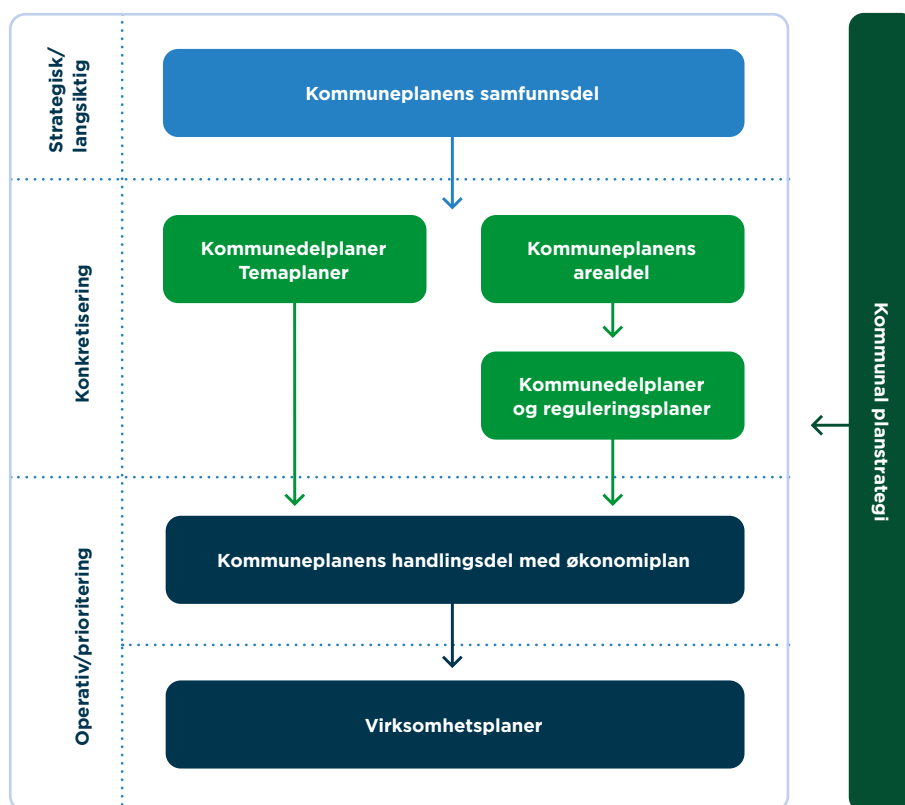 Strategisk/
langsiktig
Kommuneplanens samfunnsdel
Konkretisering
Kommunedelplaner
Temaplaner
Kommuneplanens
arealdel
Kommunedelplaner
og reguleringsplaner
Operativ/prioritering
Kommuneplanens handlingsdel med økonomiplan
Virksomhetsplaner
Kommunal planstrategi